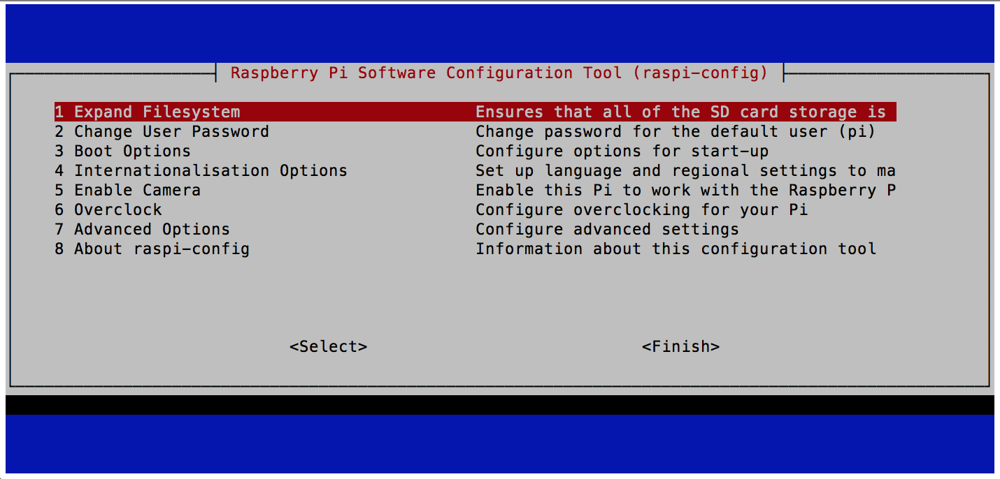 Raspberry Pi Software Configuration Tool (raspi-config)
1 Expand Filesystem Ensures that all of the SD card storage is
2 Change User Password Change password for the default user (pi)
3 Boot Options Configure options for start-up
4 Internationalisation Options Set up language and regional settings to ma
5 Enable Camera Enable this Pi to work with the Raspberry P
6 Overclock Configure overclocking for your Pi
7 Advanced Options Configure advanced settings
8 About raspi-config Information about this configuration tool
<Select> <Finish>